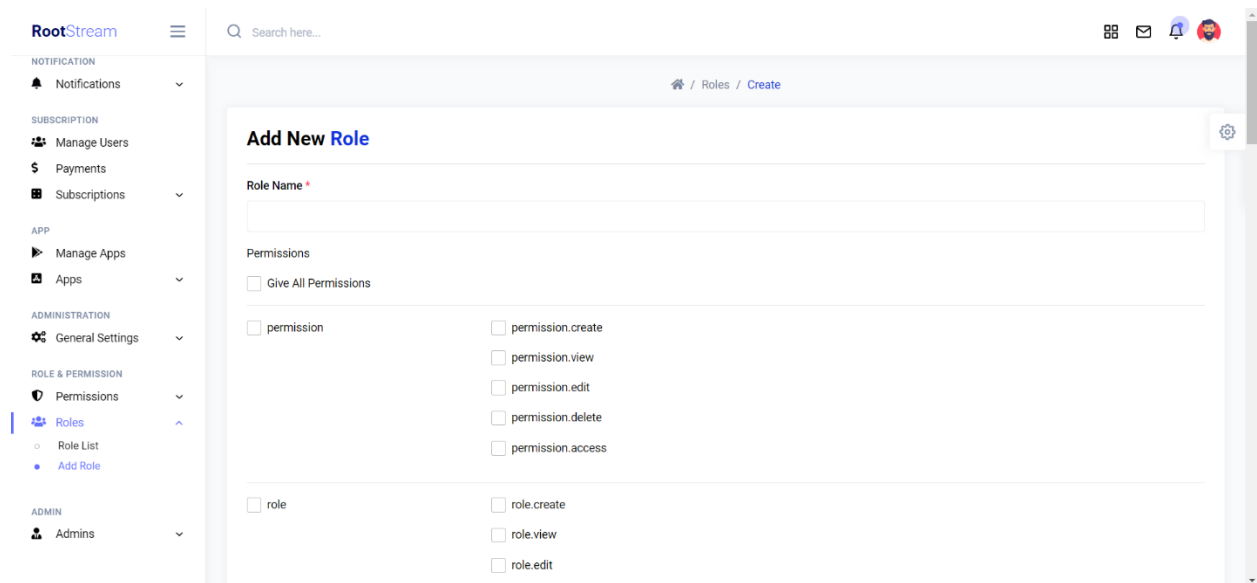 RootStream
Search here...
NOTIFICATION
Notifications
SUBSCRIPTION
Manage Users
Payments
Subscriptions
APP
Manage Apps
Apps
ADMINISTRATION
General Settings
ROLE & PERMISSION
Permissions
Roles
Role List
Add Role
ADMIN
Admins
/ Roles / Create
Add New Role
Role Name *
Permissions
Give All Permissions
permission
permission.create
permission.view
permission.edit
permission.delete
permission.access
role
role.create
role.view
role.edit